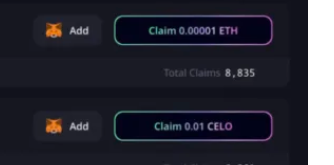 Add Claim 0.00001 ETH
Total Claims 8,835
Add Claim 0.01 CELO